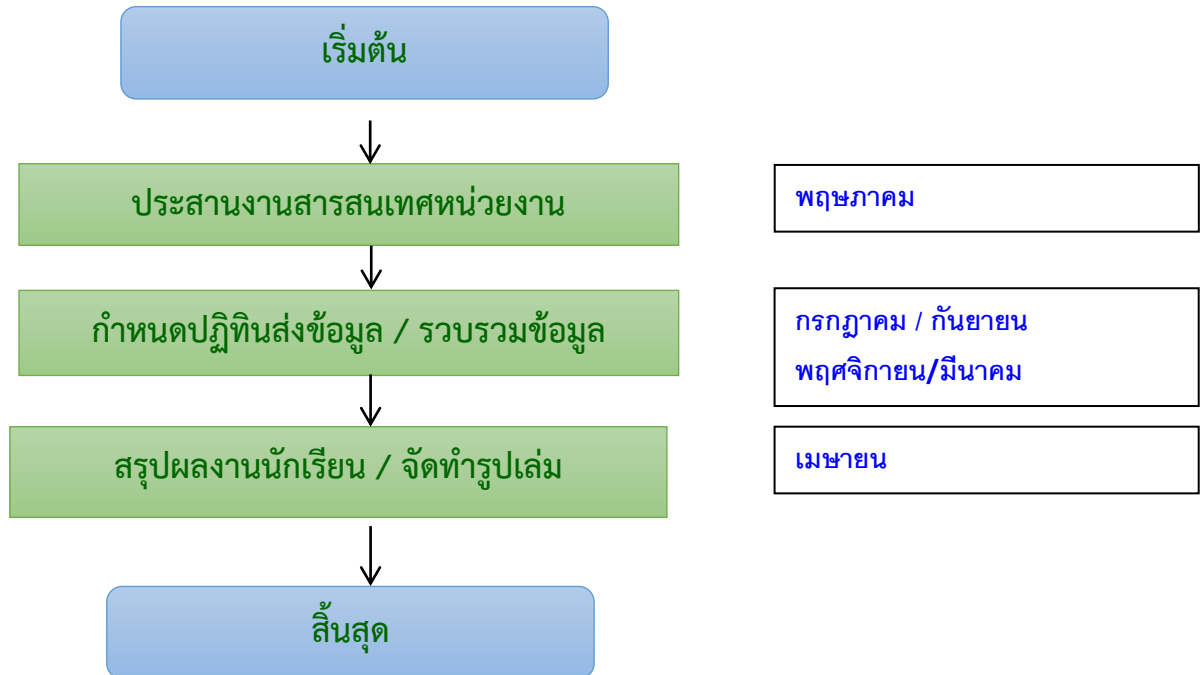 เริ่มต้น
ประสานงานสารสนเทศหน่วยงาน
พฤษภาคม
กำหนดปฏิทินส่งข้อมูล / รวบรวมข้อมูล
กรกฎาคม / กันยายน
พฤศจิกายน/มีนาคม
สรุปผลงานนักเรียน / จัดทำรูปเล่ม
เมษายน
สิ้นสุด